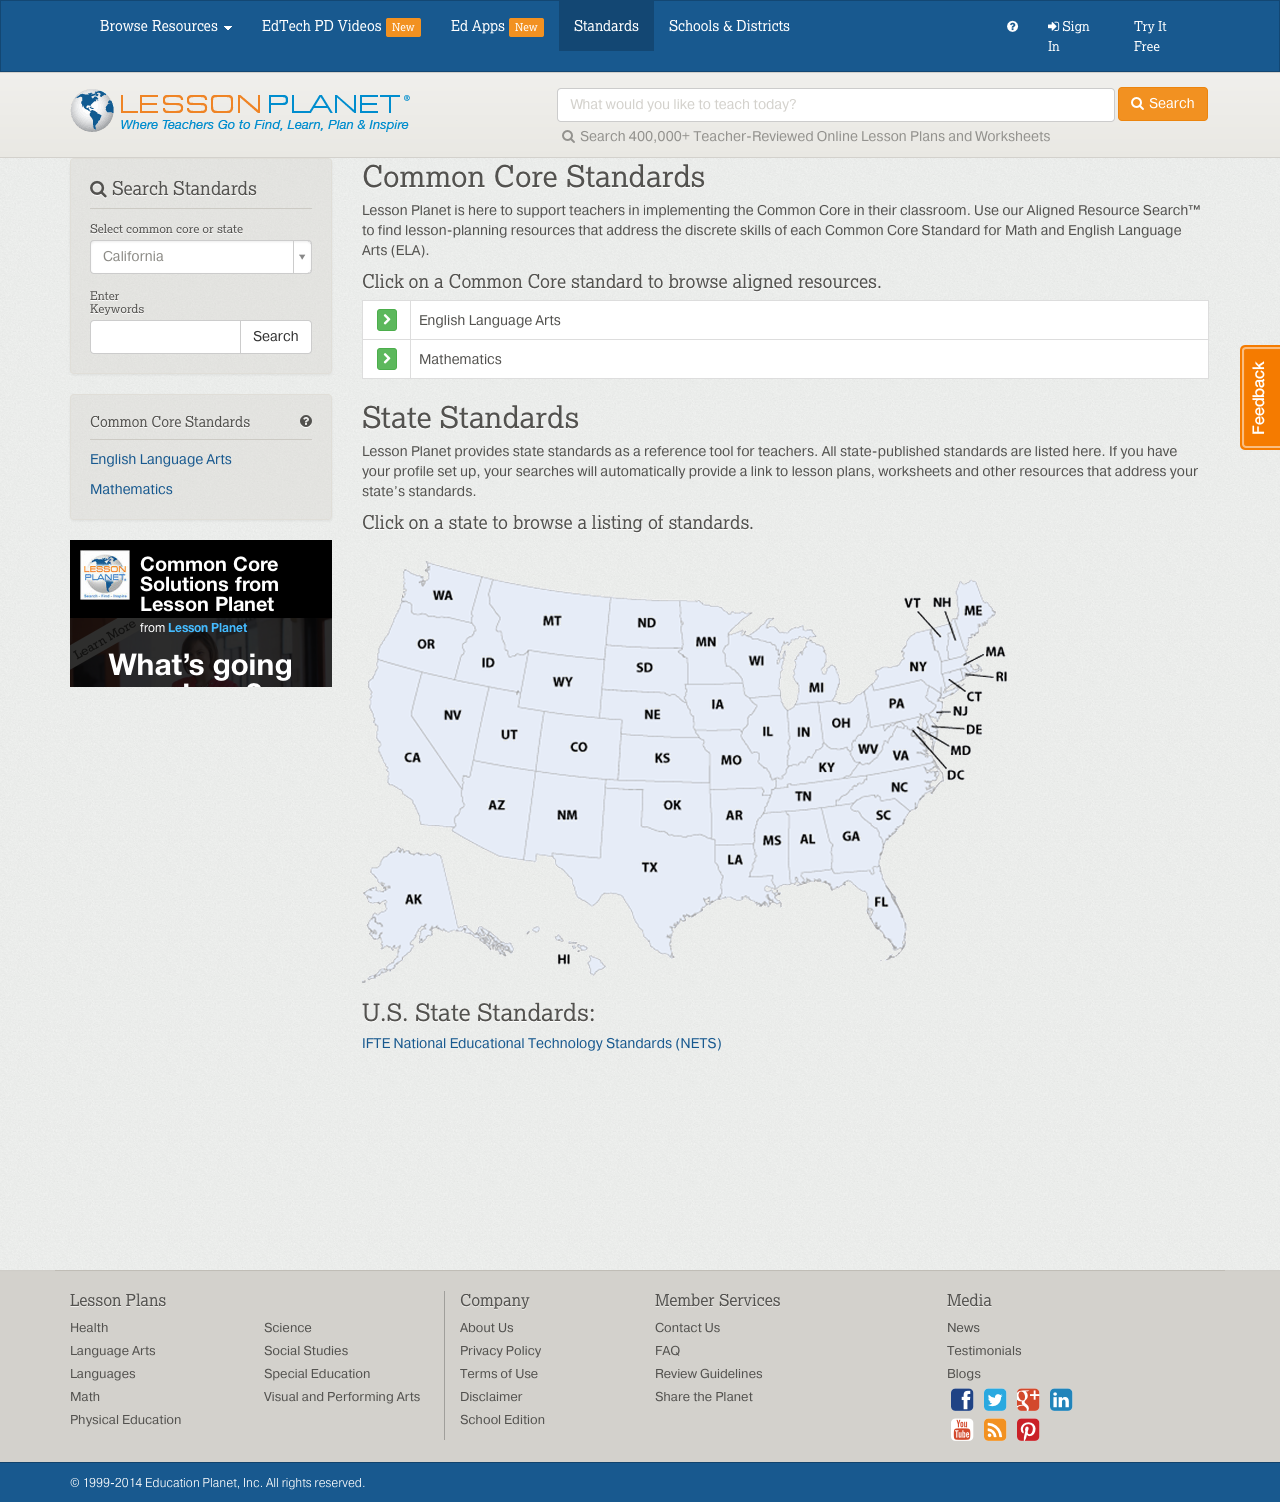 Browse Resources
EdTech PD Videos New
Ed Apps New
Standards
Schools & Districts
Sign In
Try It Free
LESSON PLANET®
Where Teachers Go to Find, Learn, Plan & Inspire
What would you like to teach today?
Search
Search 400,000+ Teacher-Reviewed Online Lesson Plans and Worksheets
Search Standards
Select common core or state
California
Enter
Keywords
Search
Common Core Standards
English Language Arts
Mathematics
LESSON
PLANET
Common Core
Solutions from
Lesson Planet
from Lesson Planet
Learn More
What's going
Common Core Standards
Lesson Planet is here to support teachers in implementing the Common Core in their classroom. Use our Aligned Resource Search™
to find lesson-planning resources that address the discrete skills of each Common Core Standard for Math and English Language
Arts (ELA).
Click on a Common Core standard to browse aligned resources.
English Language Arts
Mathematics
Feedback
State Standards
Lesson Planet provides state standards as a reference tool for teachers. All state-published standards are listed here. If you have
your profile set up, your searches will automatically provide a link to lesson plans, worksheets and other resources that address your
state's standards.
Click on a state to browse a listing of standards.
WA
MT
ND
MN
VT
NH
ME
OR
ID
SD
WI
MI
NY
MA
RI
WY
CT
NV
NE
IA
PA
NJ
UT
CO
IL
IN
OH
DE
CA
KS
MO
WV
VA
MD
KY
DC
AZ
NM
OK
TN
NC
AR
SC
MS
AL
GA
TX
LA
AK
FL
HI
U.S. State Standards:
IFTE National Educational Technology Standards (NETS)
Lesson Plans
Health
Language Arts
Languages
Math
Physical Education
Science
Social Studies
Special Education
Visual and Performing Arts
Company
About Us
Privacy Policy
Terms of Use
Disclaimer
School Edition
Member Services
Contact Us
FAQ
Review Guidelines
Share the Planet
Media
News
Testimonials
Blogs
You
Tube
© 1999-2014 Education Planet, Inc. All rights reserved.